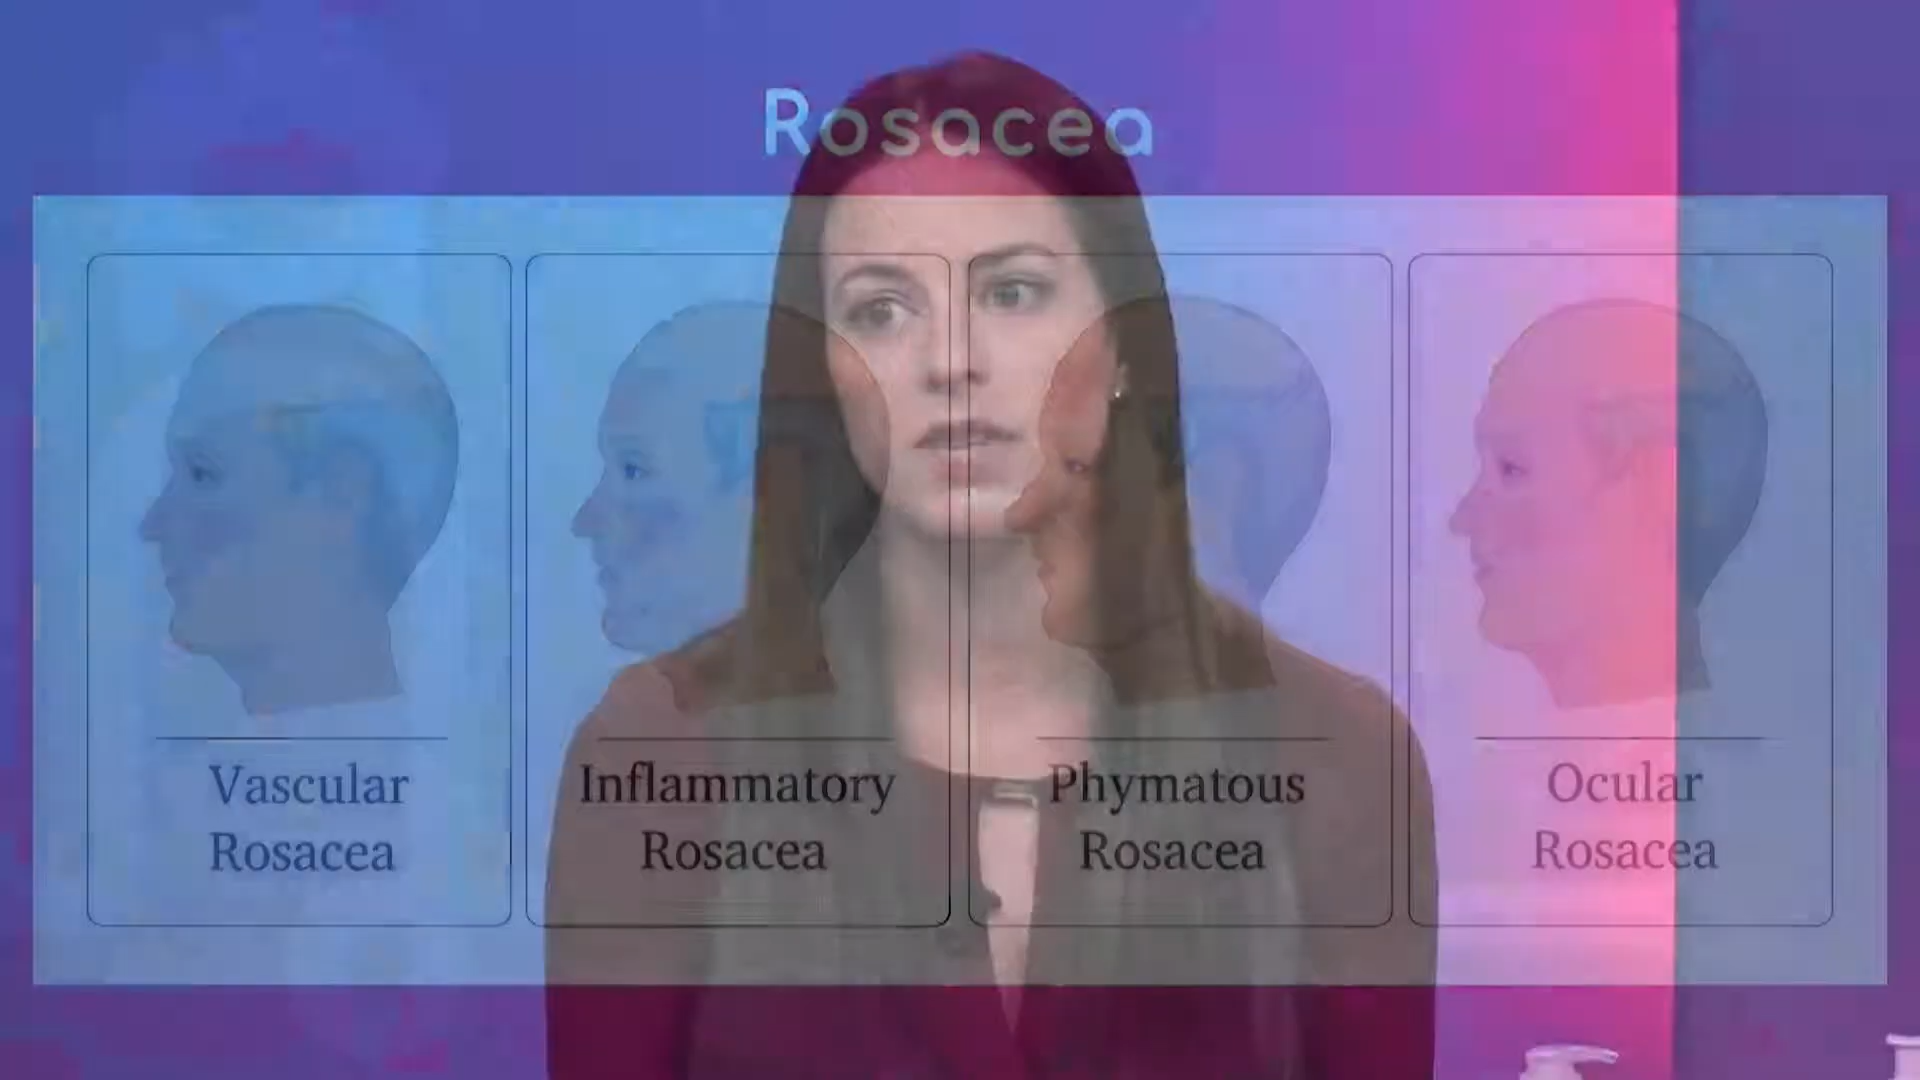 Rosacea
Vascular
Rosacea
Inflammatory
Rosacea
Phymatous
Rosacea
Ocular
Rosacea